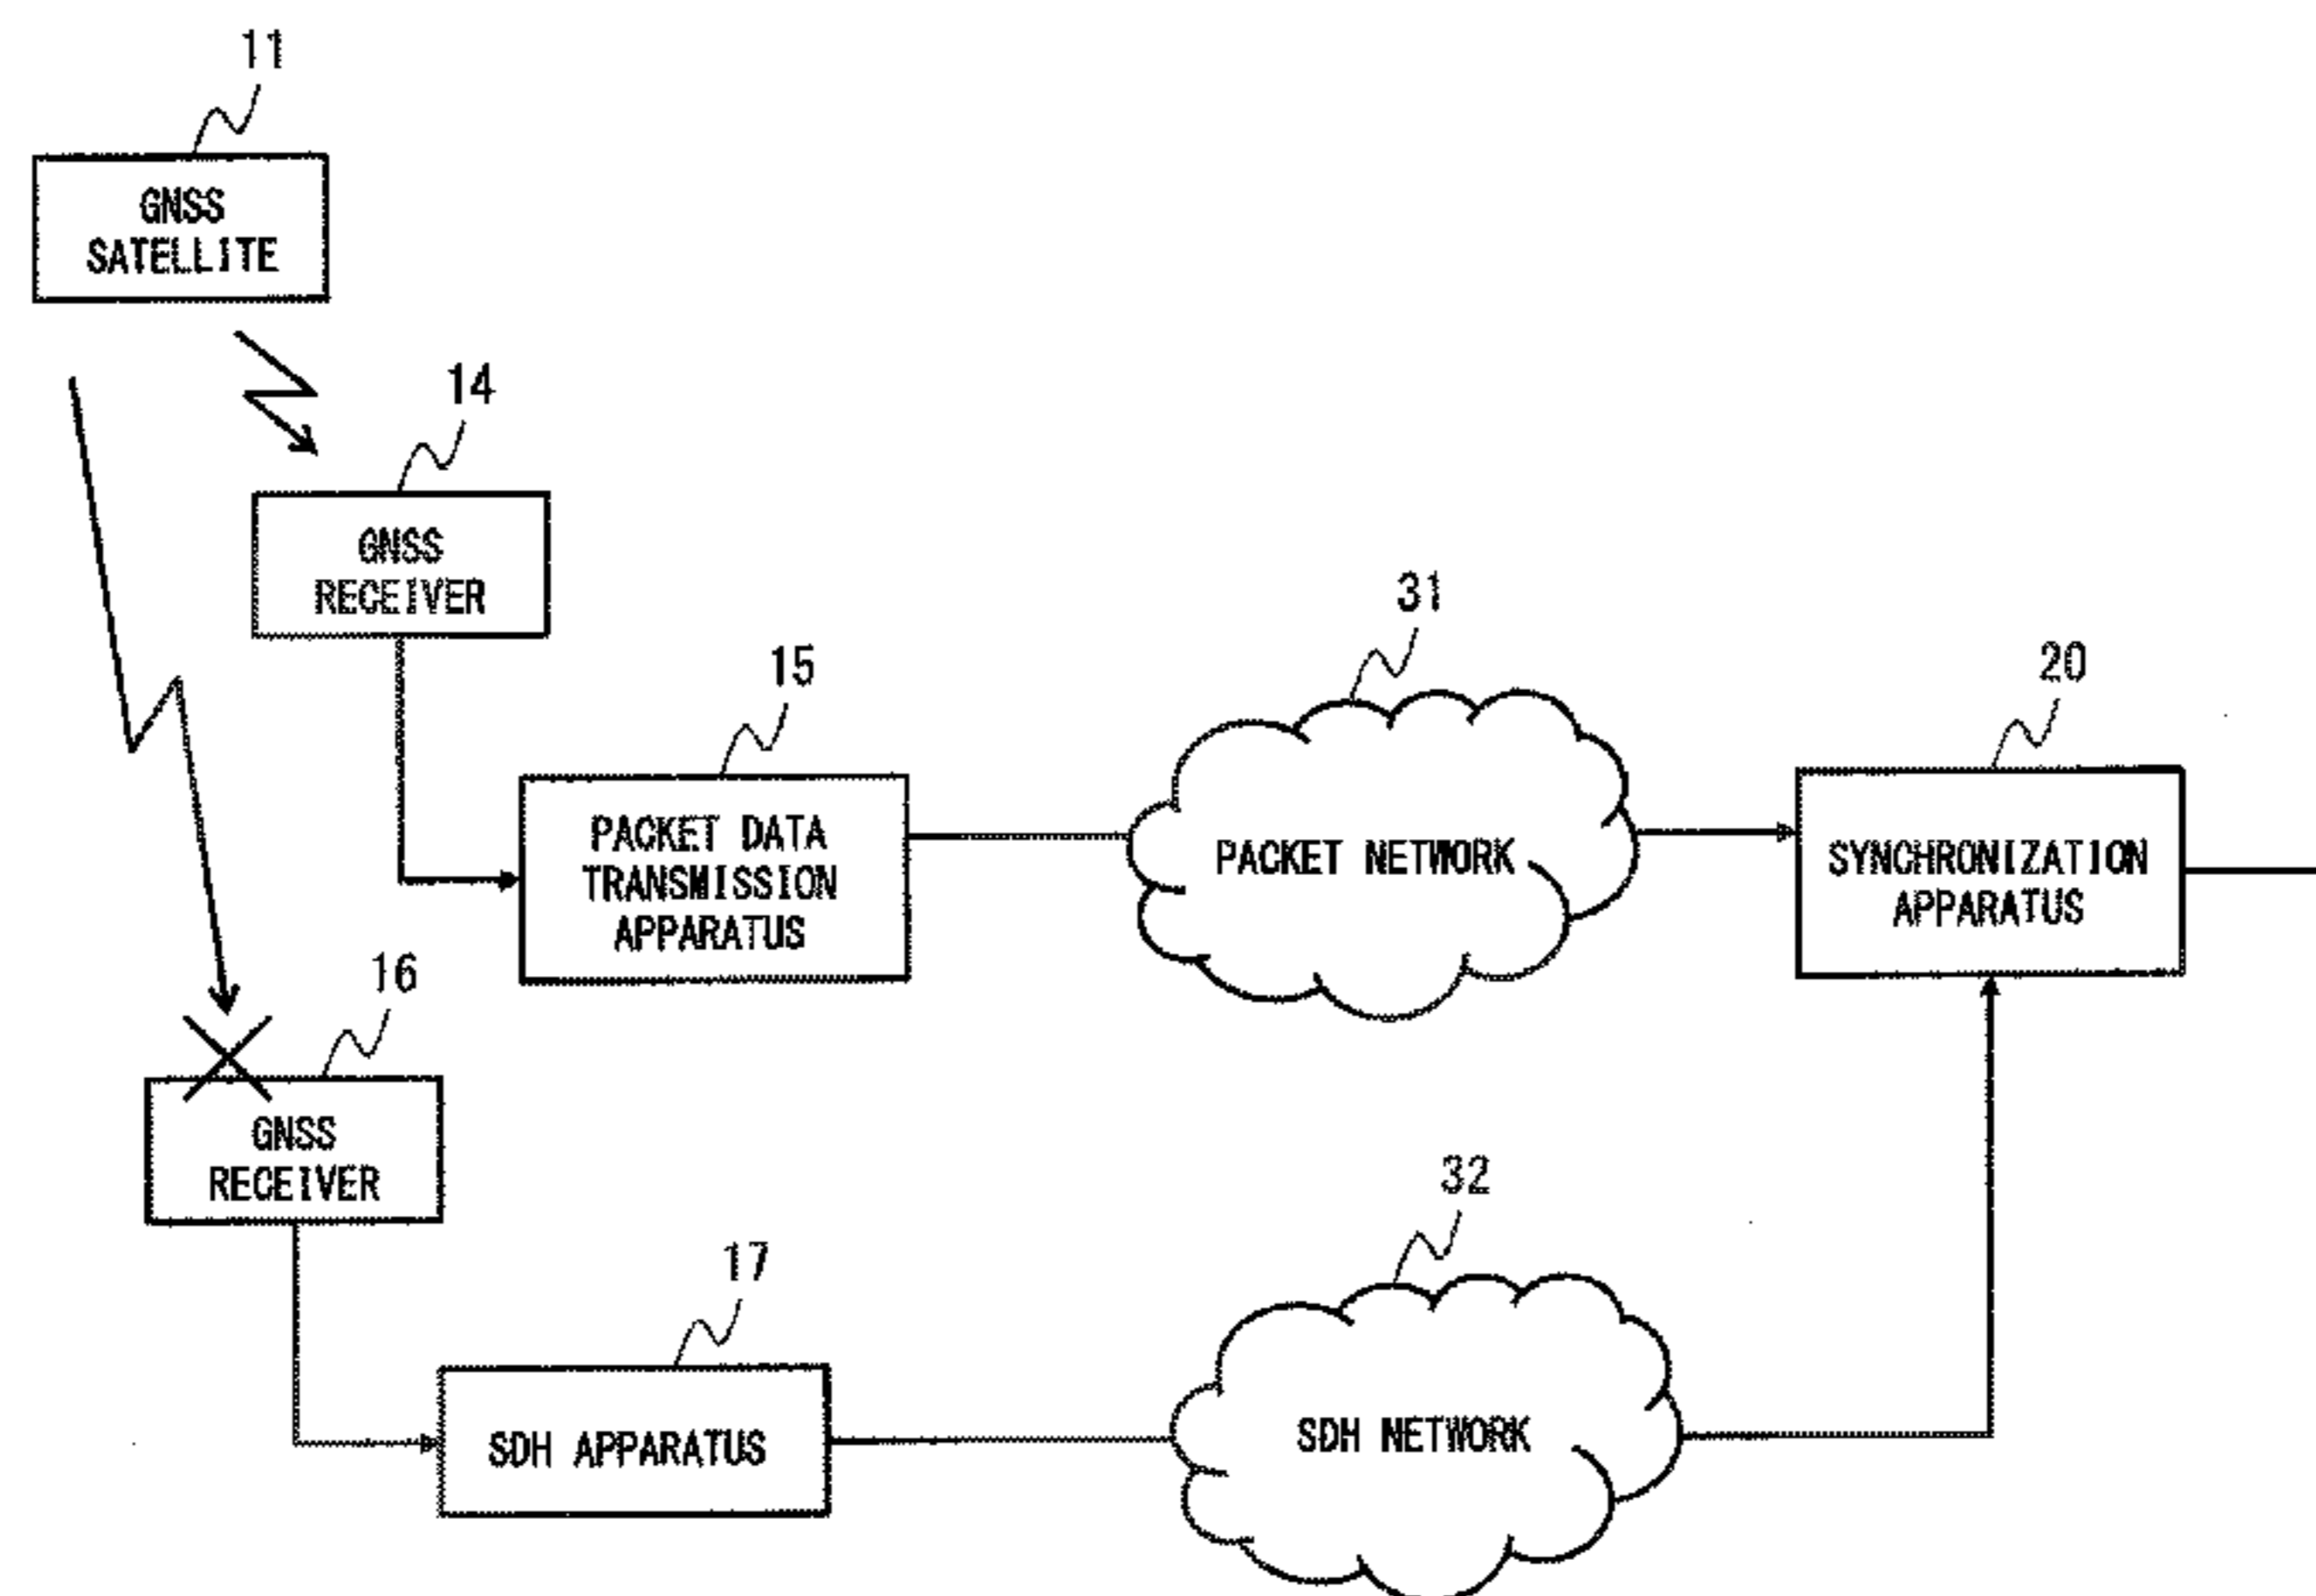 11
GNSS
SATELLITE
14
GNSS
RECEIVER
15
PACKET DATA
TRANSMISSION
APPARATUS
31
PACKET NETWORK
20
SYNCHRONIZATION
APPARATUS
16
GNSS
RECEIVER
17
SDH APPARATUS
32
SDH NETWORK